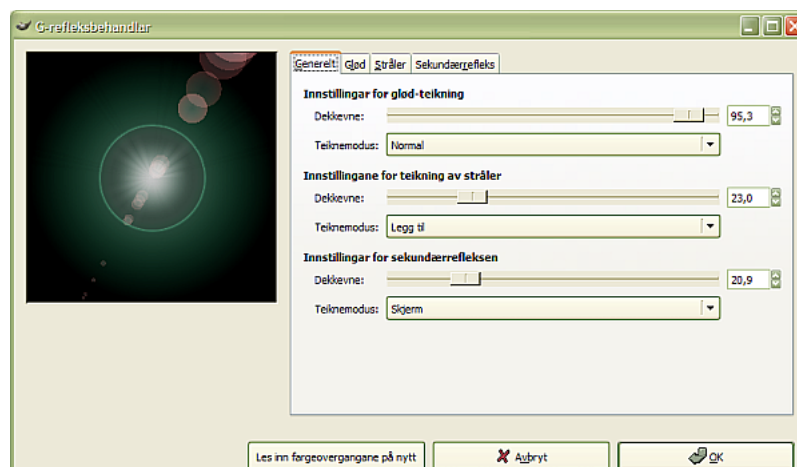 G-refleksbehandlar
Generelt Glød Stråler Sekundærrefleks
Innstillingar for glød-teikning
Dekkevne: 95,3
Teiknemodus: Normal
Innstillingane for teikning av stråler
Dekkevne: 23,0
Teiknemodus: Legg til
Innstillingar for sekundærrefleksen
Dekkevne: 20,9
Teiknemodus: Skjerm
Les inn fargeovergangane på nytt Avbryt OK